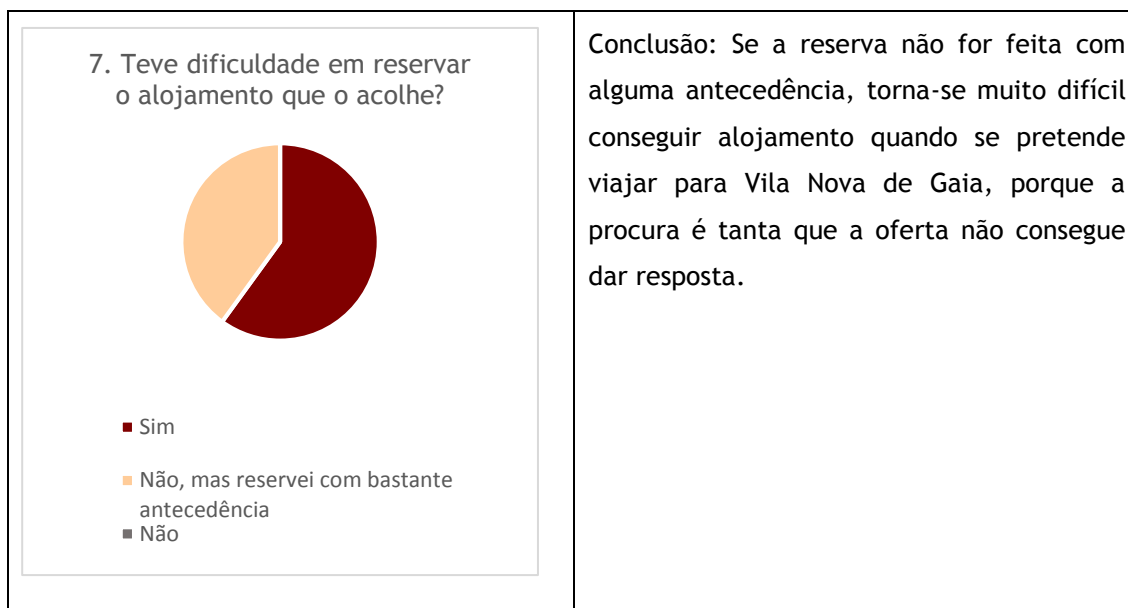 7. Teve dificuldade em reservar
o alojamento que o acolhe?
Sim
Não, mas reservei com bastante
antecedência
Não
Conclusão: Se a reserva não for feita com
alguma antecedência, torna-se muito difícil
conseguir alojamento quando se pretende
viajar para Vila Nova de Gaia, porque a
procura é tanta que a oferta não consegue
dar resposta.